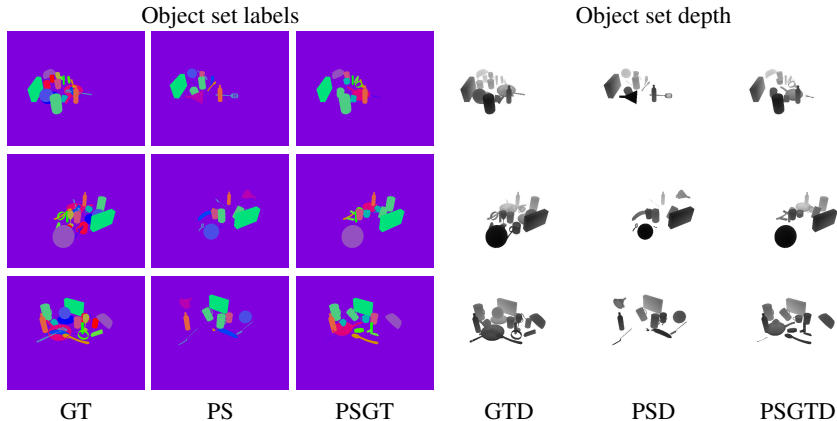 Object set labels Object set depth
GT PS PSGT GTD PSD PSGTD